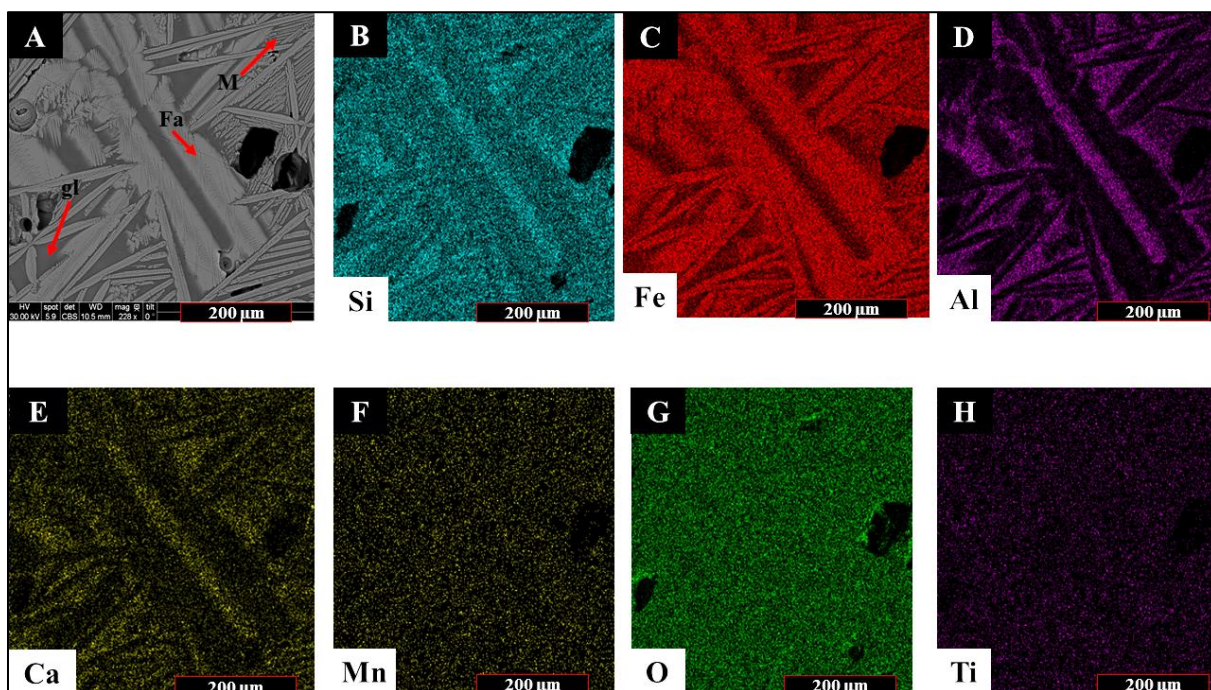 A
M
Fa
gl
HV spot det WD mag tilt
30.00 kV 5.9 CBS 10.5 mm 228 x 0 °
200 µm
B
Si
200 µm
C
Fe
200 µm
D
Al
200 µm
E
Ca
200 µm
F
Mn
200 µm
G
O
200 µm
H
Ti
200 µm